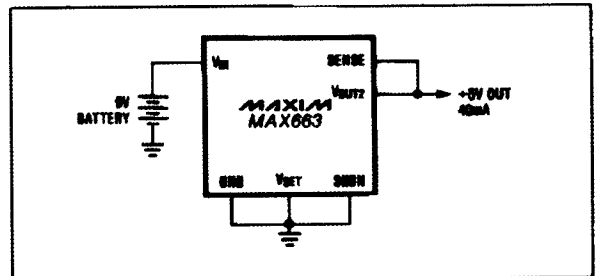 VIN
SENSE
VOUT2
9V
BATTERY
MAXIM
MAX663
+5V OUT
40mA
GND
VSET
SHDN